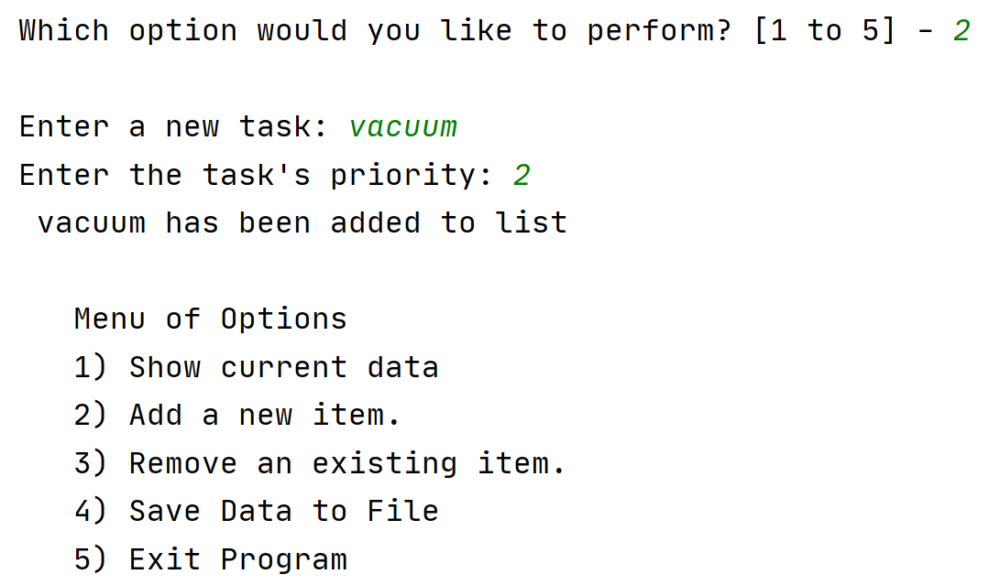 Which option would you like to perform? [1 to 5] - 2
Enter a new task: vacuum
Enter the task's priority: 2
vacuum has been added to list
Menu of Options
1) Show current data
2) Add a new item.
3) Remove an existing item.
4) Save Data to File
5) Exit Program